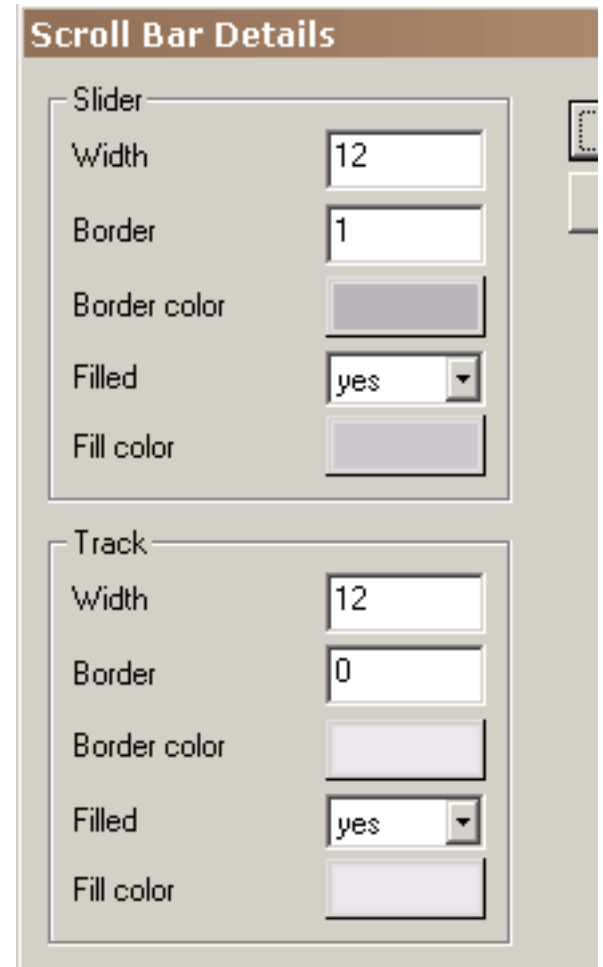 Scroll Bar Details
Slider
Width 12
Border 1
Border color
Filled yes
Fill color
Track
Width 12
Border 0
Border color
Filled yes
Fill color